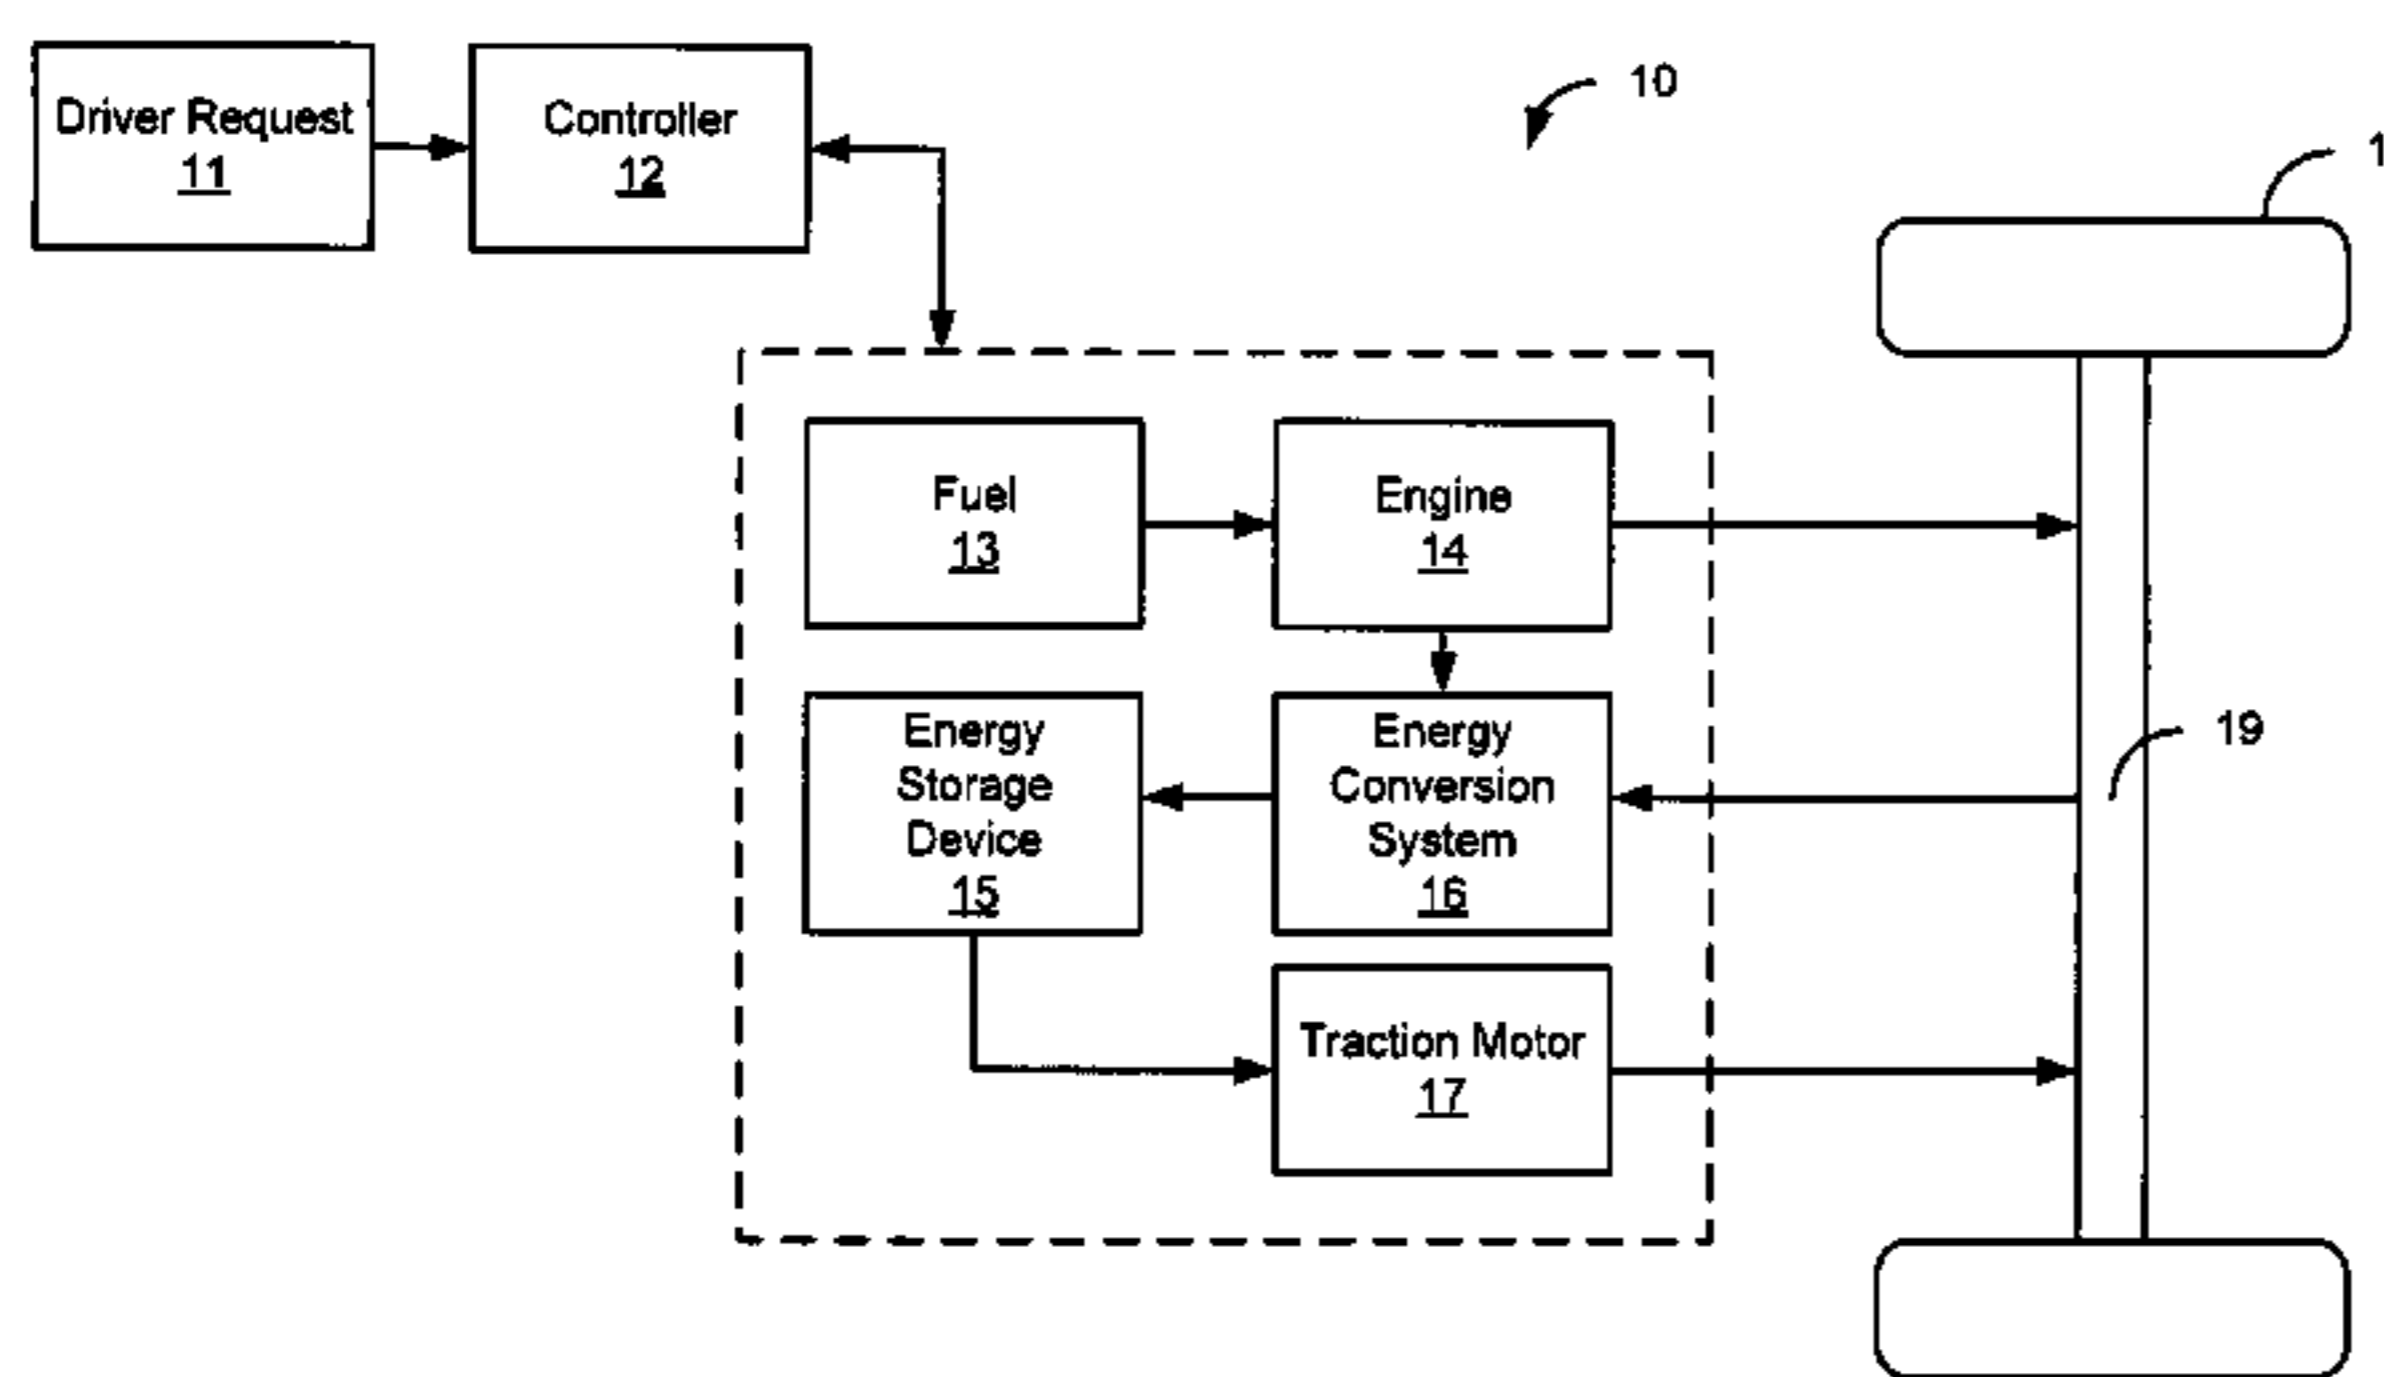 Driver Request
11
Controller
12
10
1
Fuel
13
Engine
14
Energy
Storage
Device
15
Energy
Conversion
System
16
19
Traction Motor
17